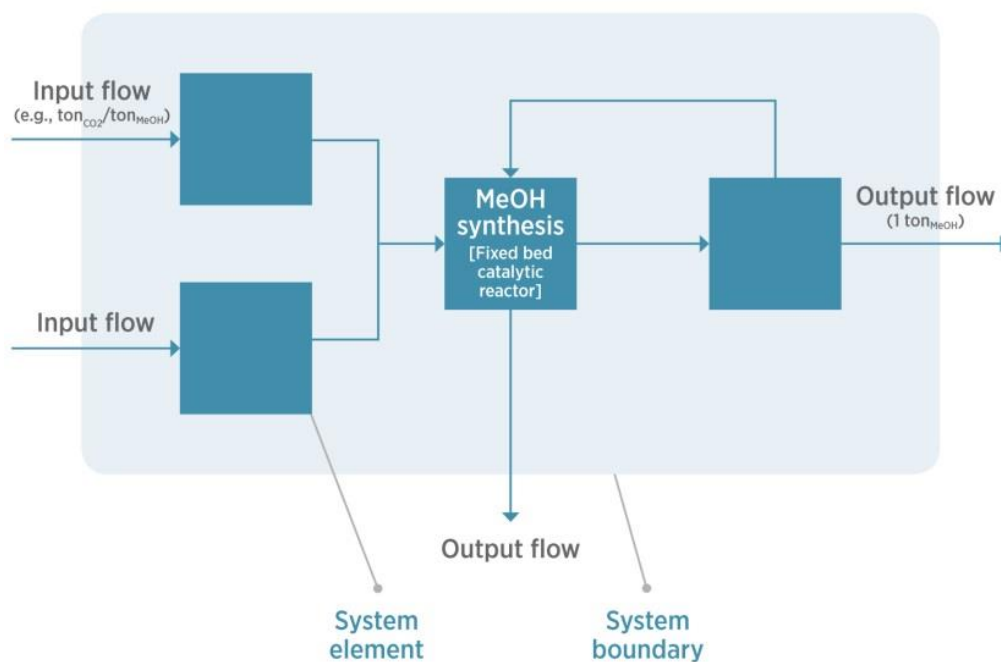 Input flow
(e.g., ton_CO2/ton_MeOH)
Input flow
MeOH
synthesis
[Fixed bed
catalytic
reactor]
Output flow
(1 ton_MeOH)
Output flow
System
element
System
boundary